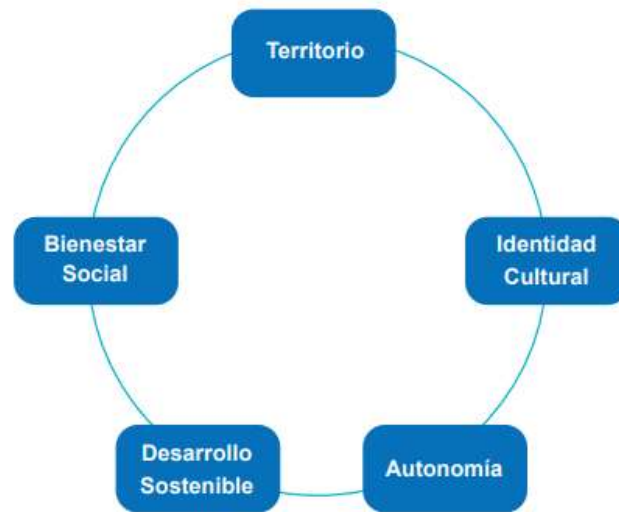 Territorio
Identidad
Cultural
Autonomía
Desarrollo
Sostenible
Bienestar
Social